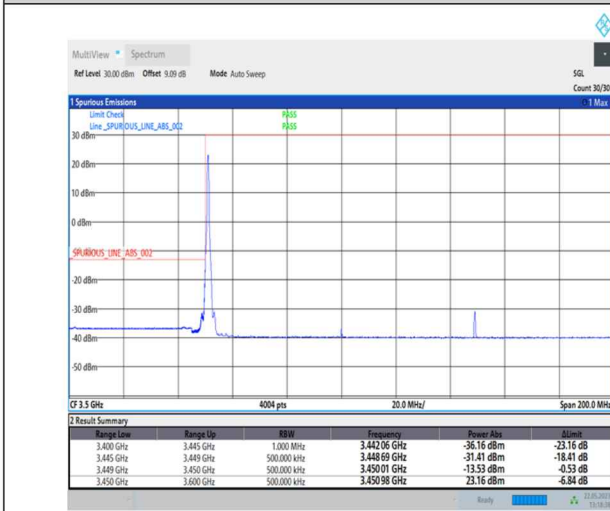 MultiView Spectrum
Ref Level 30.00 dBm Offset 9.09 dB Mode Auto Sweep SGL
Count 30/30
1 Spurious Emissions 1 Max
Limit Check PASS
Line _SPURIOUS_LINE_ABS_002 PASS
30 dBm
20 dBm
10 dBm
0 dBm
_SPURIOUS_LINE_ABS_002
-20 dBm
-30 dBm
-40 dBm
-50 dBm
CF 3.5 GHz 4004 pts 20.0 MHz/ Span 200.0 MHz
2 Result Summary
Range Low Range Up RBW Frequency Power Abs ΔLimit
3.400 GHz 3.445 GHz 1.000 MHz 3.44206 GHz -36.16 dBm -23.16 dB
3.445 GHz 3.449 GHz 500.000 kHz 3.44869 GHz -31.41 dBm -18.41 dB
3.449 GHz 3.450 GHz 500.000 kHz 3.45001 GHz -13.53 dBm -0.53 dB
3.450 GHz 3.600 GHz 500.000 kHz 3.45098 GHz 23.16 dBm -6.84 dB
Ready